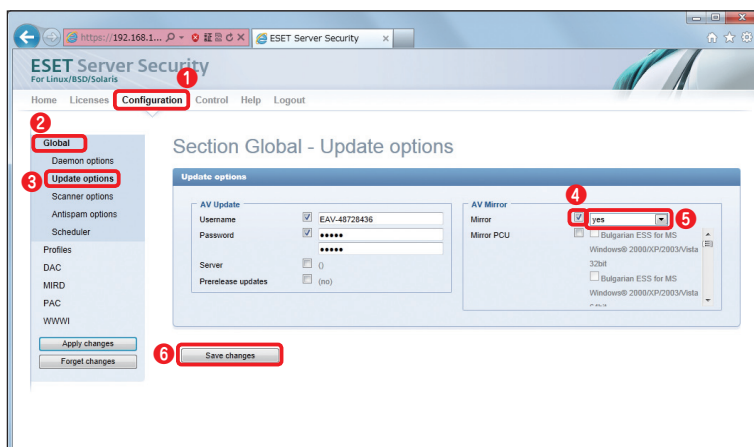 https://192.168.1...
ESET Server Security
ESET Server Security
For Linux/BSD/Solaris
1
Home Licenses Configuration Control Help Logout
2
Global
Daemon options
3
Update options
Scanner options
Antispam options
Scheduler
Profiles
DAC
MIRD
PAC
WWWI
Apply changes
Forget changes
Section Global - Update options
Update options
AV Update
Username EAV-48728436
Password •••••
•••••
Server ()
Prerelease updates (no)
4
AV Mirror
Mirror yes
5
Mirror PCU Bulgarian ESS for MS
Windows® 2000/XP/2003/Vista
32bit
Bulgarian ESS for MS
Windows® 2000/XP/2003/Vista
6
Save changes